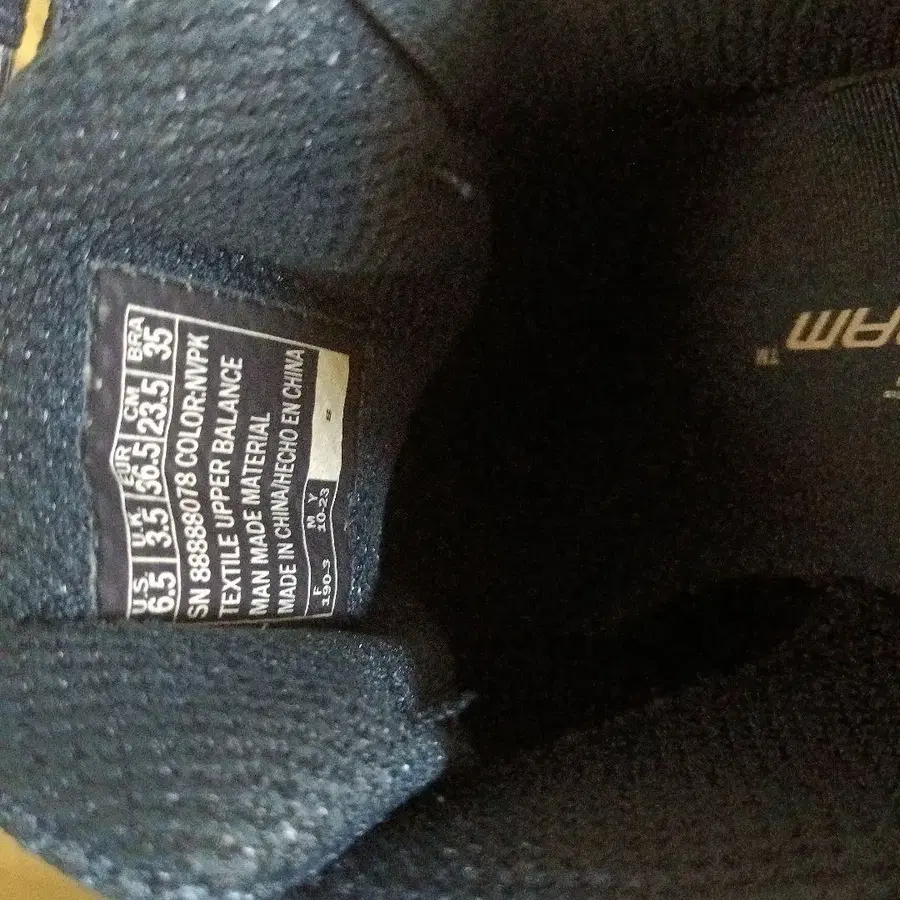 U.S. U.K. EUR CM BRA
6.5 3.5 36.5 23.5 35
SN 88888078 COLOR:NVPK
TEXTILE UPPER BALANCE
MAN MADE MATERIAL
MADE IN CHINA/HECHO EN CHINA
F M Y
190-3 10-23
™